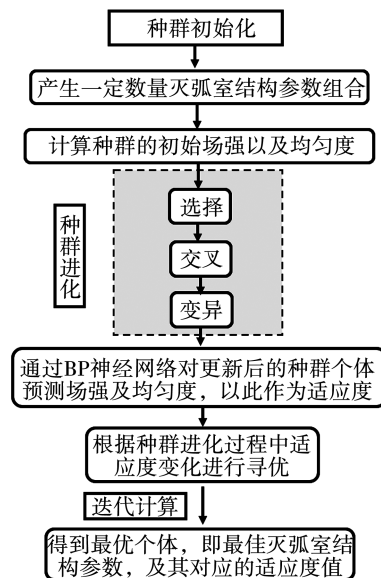 种群初始化
产生一定数量灭弧室结构参数组合
计算种群的初始场强以及均匀度
种群进化
选择
交叉
变异
通过BP神经网络对更新后的种群个体
预测场强及均匀度，以此作为适应度
根据种群进化过程中适
应度变化进行寻优
迭代计算
得到最优个体，即最佳灭弧室结
构参数，及其对应的适应度值